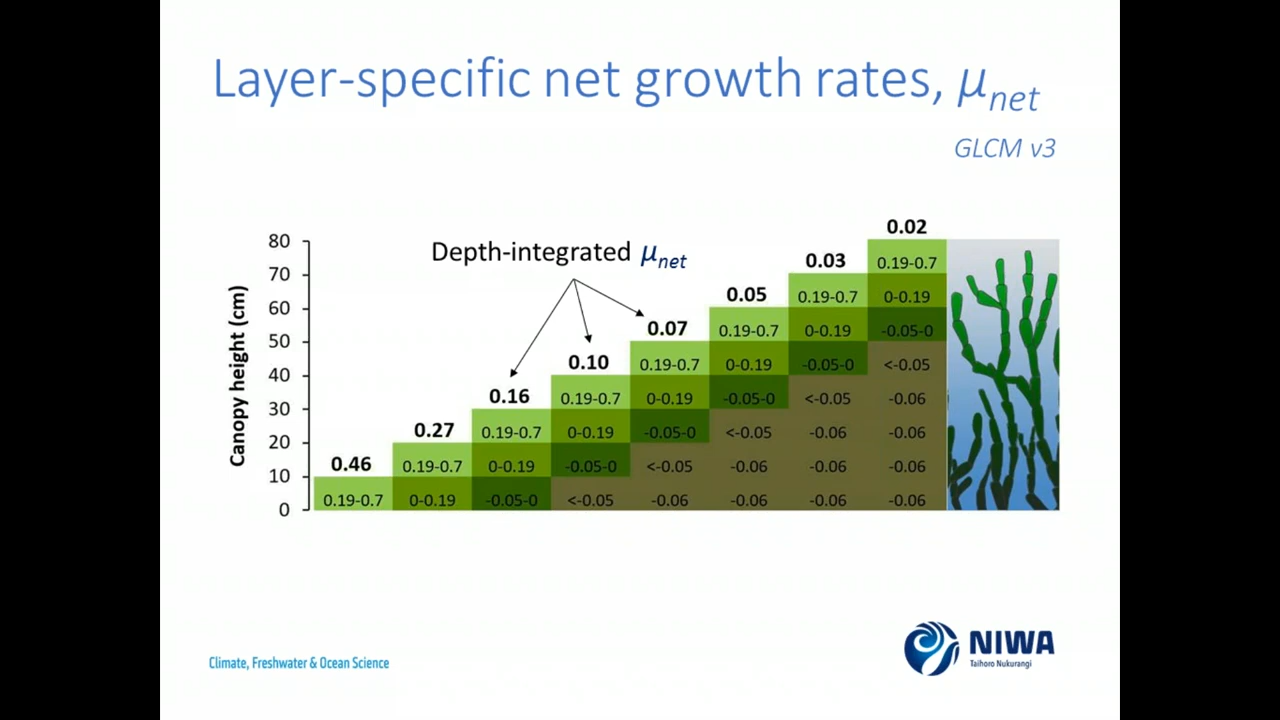 Layer-specific net growth rates, μnet
GLCM v3
Depth-integrated μnet
Canopy height (cm)
80
70
60
50
40
30
20
10
0
0.46
0.27
0.16
0.10
0.07
0.05
0.03
0.02
0.19-0.7
0.19-0.7 0-0.19
0.19-0.7 0-0.19 -0.05-0
0.19-0.7 0-0.19 -0.05-0 <-0.05
0.19-0.7 0-0.19 -0.05-0 <-0.05 -0.06
0.19-0.7 0-0.19 -0.05-0 <-0.05 -0.06 -0.06
0.19-0.7 0-0.19 -0.05-0 <-0.05 -0.06 -0.06 -0.06
0.19-0.7 0-0.19 -0.05-0 <-0.05 -0.06 -0.06 -0.06 -0.06
Climate, Freshwater & Ocean Science
NIWA
Taihoro Nukurangi